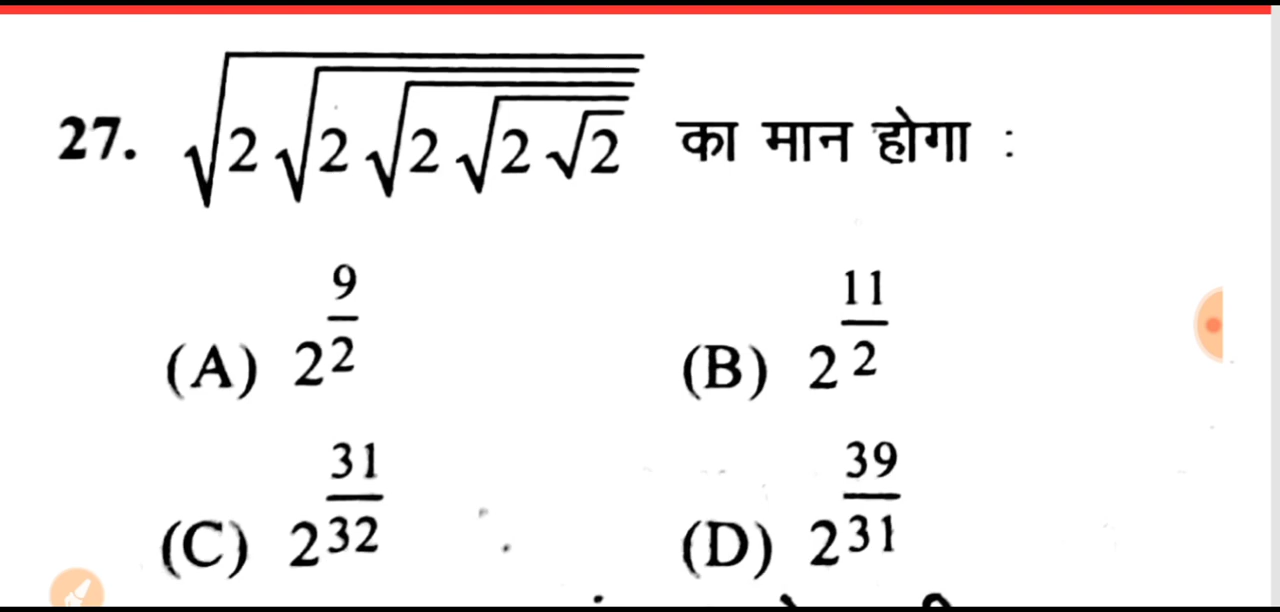 27. √2√2√2√2√2 का मान होगा :
(A) 2^(9/2) (B) 2^(11/2)
(C) 2^(31/32) (D) 2^(39/31)